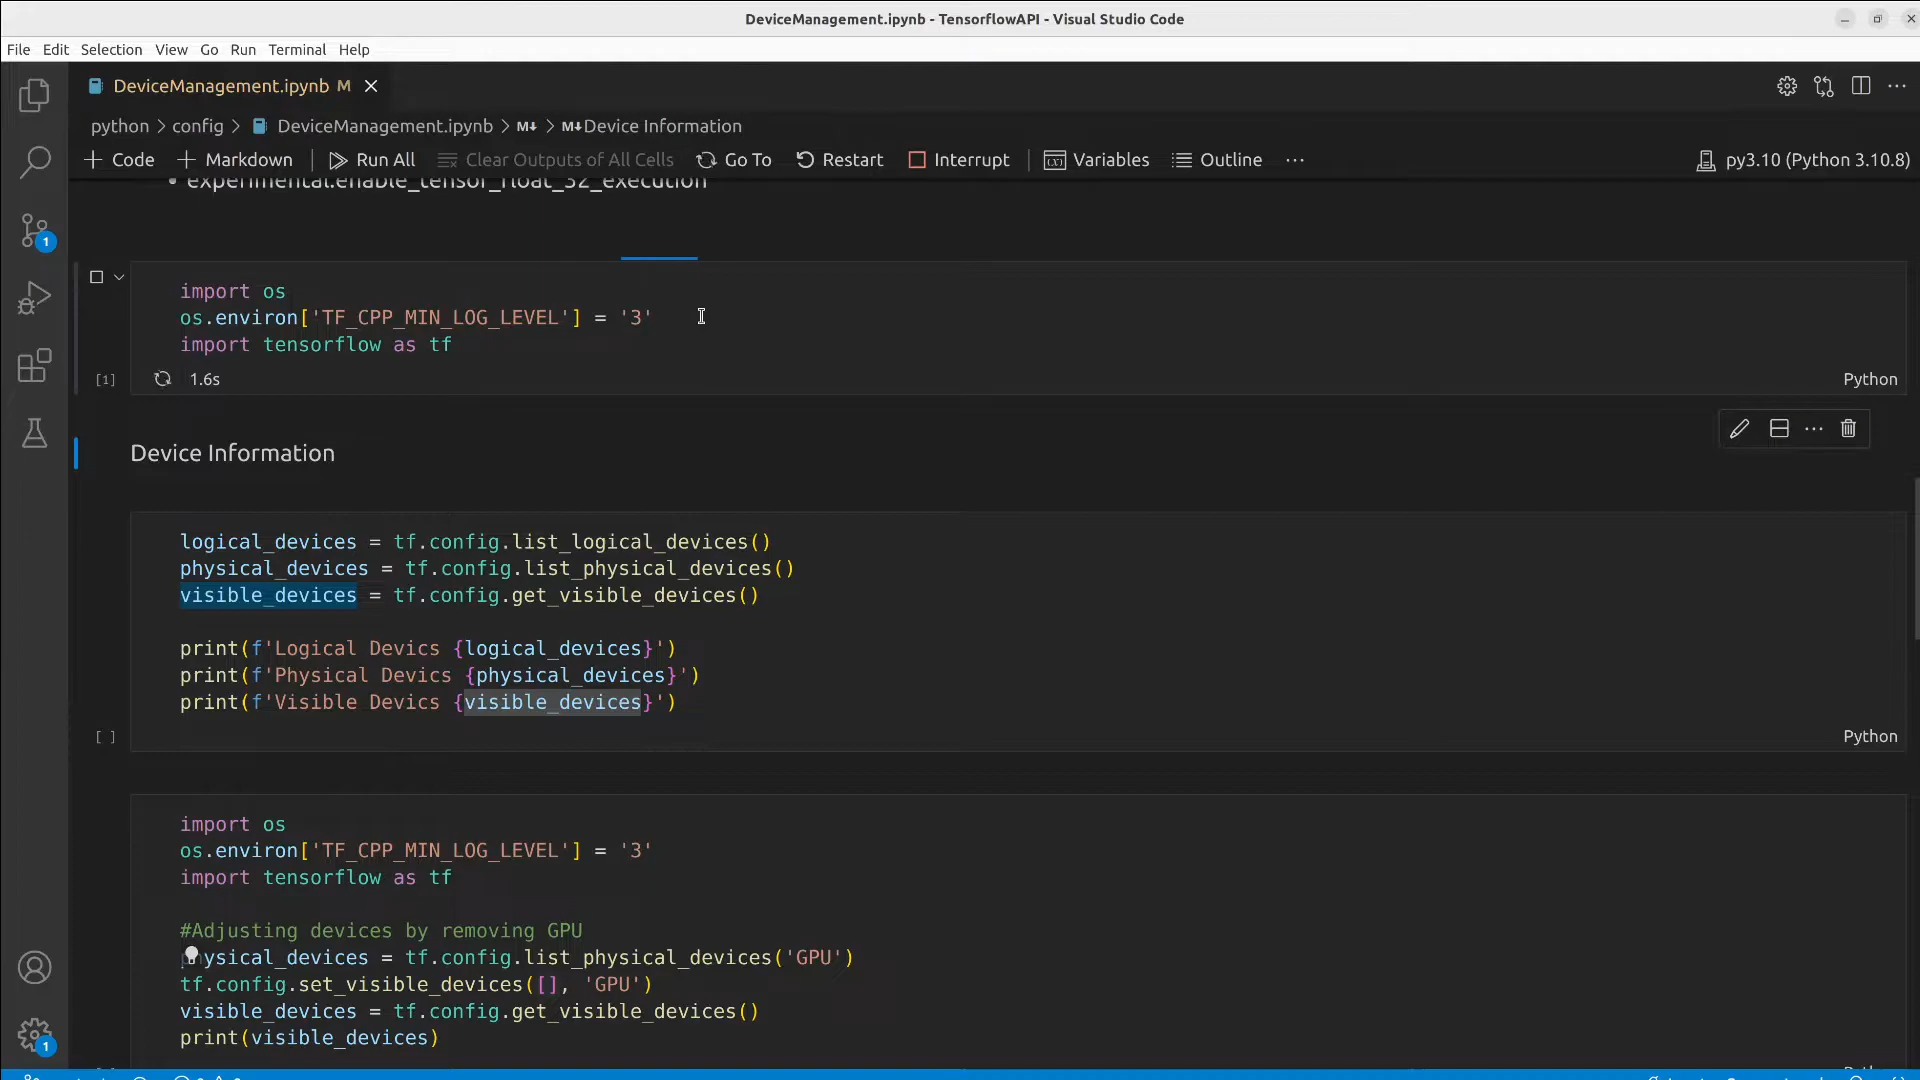 DeviceManagement.ipynb - TensorflowAPI - Visual Studio Code
File Edit Selection View Go Run Terminal Help
DeviceManagement.ipynb M
python > config > DeviceManagement.ipynb > M↓ > M↓Device Information
+ Code + Markdown Run All Clear Outputs of All Cells Go To Restart Interrupt Variables Outline ··· py3.10 (Python 3.10.8)
• experimental.enable_tensor_float_32_execution
import os
os.environ['TF_CPP_MIN_LOG_LEVEL'] = '3'
import tensorflow as tf
[1] 1.6s Python
Device Information
logical_devices = tf.config.list_logical_devices()
physical_devices = tf.config.list_physical_devices()
visible_devices = tf.config.get_visible_devices()
print(f'Logical Devics {logical_devices}')
print(f'Physical Devics {physical_devices}')
print(f'Visible Devics {visible_devices}')
[ ] Python
import os
os.environ['TF_CPP_MIN_LOG_LEVEL'] = '3'
import tensorflow as tf
#Adjusting devices by removing GPU
physical_devices = tf.config.list_physical_devices('GPU')
tf.config.set_visible_devices([], 'GPU')
visible_devices = tf.config.get_visible_devices()
print(visible_devices)
1
1